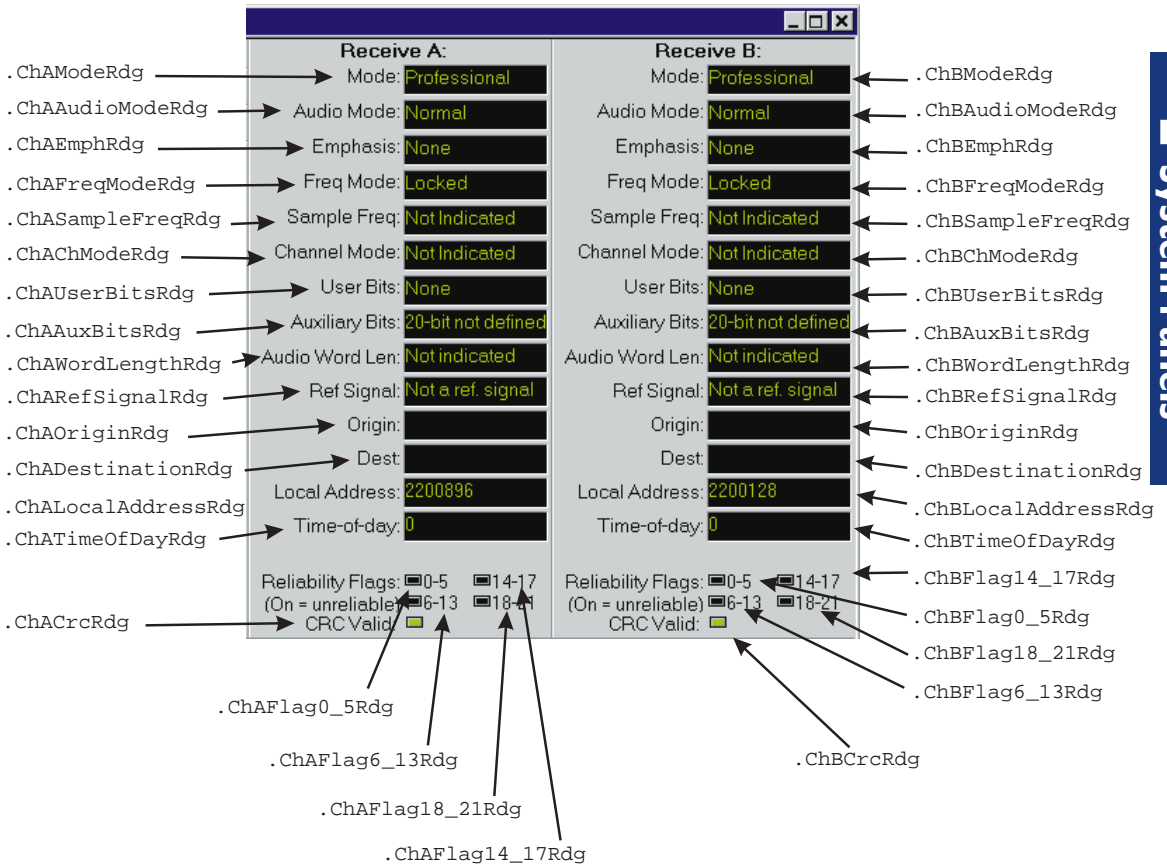 Receive A:
Receive B:
.ChAModeRdg
Mode: Professional
Mode: Professional
.ChBModeRdg
.ChAAudioModeRdg
Audio Mode: Normal
Audio Mode: Normal
.ChBAudioModeRdg
.ChAEmphRdg
Emphasis: None
Emphasis: None
.ChBEmphRdg
.ChAFreqModeRdg
Freq Mode: Locked
Freq Mode: Locked
.ChBFreqModeRdg
.ChASampleFreqRdg
Sample Freq: Not Indicated
Sample Freq: Not Indicated
.ChBSampleFreqRdg
.ChAChModeRdg
Channel Mode: Not Indicated
Channel Mode: Not Indicated
.ChBChModeRdg
.ChAUserBitsRdg
User Bits: None
User Bits: None
.ChBUserBitsRdg
.ChAAuxBitsRdg
Auxiliary Bits: 20-bit not defined
Auxiliary Bits: 20-bit not defined
.ChBAuxBitsRdg
.ChAWordLengthRdg
Audio Word Len: Not indicated
Audio Word Len: Not indicated
.ChBWordLengthRdg
.ChARefSignalRdg
Ref Signal: Not a ref. signal
Ref Signal: Not a ref. signal
.ChBRefSignalRdg
.ChAOriginRdg
Origin:
Origin:
.ChBOriginRdg
.ChADestinationRdg
Dest:
Dest:
.ChBDestinationRdg
.ChALocalAddressRdg
Local Address: 2200896
Local Address: 2200128
.ChBLocalAddressRdg
.ChATimeOfDayRdg
Time-of-day: 0
Time-of-day: 0
.ChBTimeOfDayRdg
Reliability Flags: 0-5 14-17
Reliability Flags: 0-5 14-17
.ChBFlag14_17Rdg
(On = unreliable) 6-13 18-21
(On = unreliable) 6-13 18-21
.ChBFlag0_5Rdg
.ChACrcRdg
CRC Valid:
CRC Valid:
.ChBFlag18_21Rdg
.ChBFlag6_13Rdg
.ChAFlag0_5Rdg
.ChAFlag6_13Rdg
.ChBCrcRdg
.ChAFlag18_21Rdg
.ChAFlag14_17Rdg
System Panels